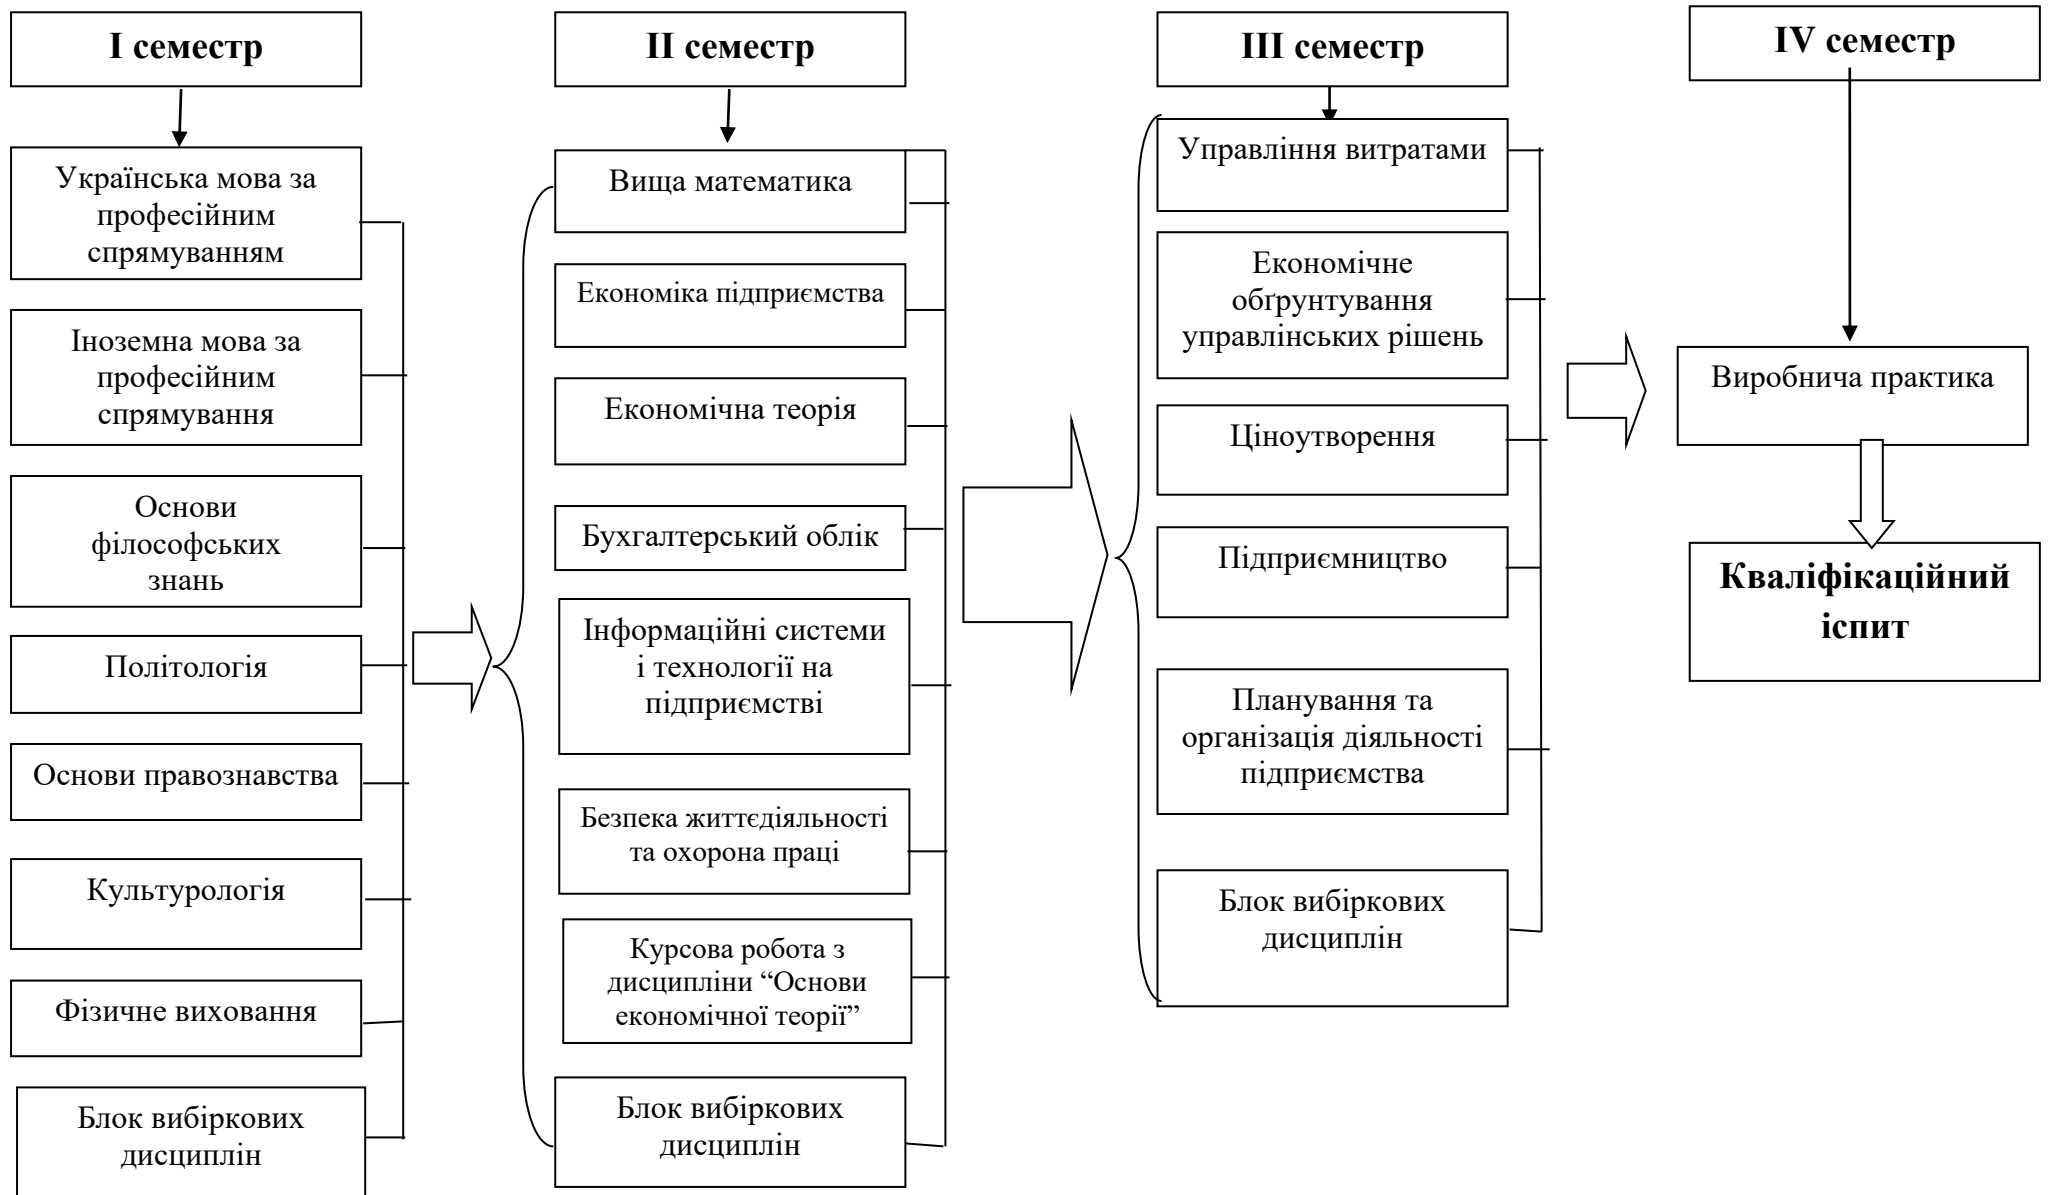 I семестр
Українська мова за
професійним
спрямуванням
Іноземна мова за
професійним
спрямування
Основи
філософських
знань
Політологія
Основи правознавства
Культурологія
Фізичне виховання
Блок вибіркових
дисциплін
II семестр
Вища математика
Економіка підприємства
Економічна теорія
Бухгалтерський облік
Інформаційні системи
і технології на
підприємстві
Безпека життєдіяльності
та охорона праці
Курсова робота з
дисципліни “Основи
економічної теорії”
Блок вибіркових
дисциплін
III семестр
Управління витратами
Економічне
обґрунтування
управлінських рішень
Ціноутворення
Підприємництво
Планування та
організація діяльності
підприємства
Блок вибіркових
дисциплін
IV семестр
Виробнича практика
Кваліфікаційний
іспит